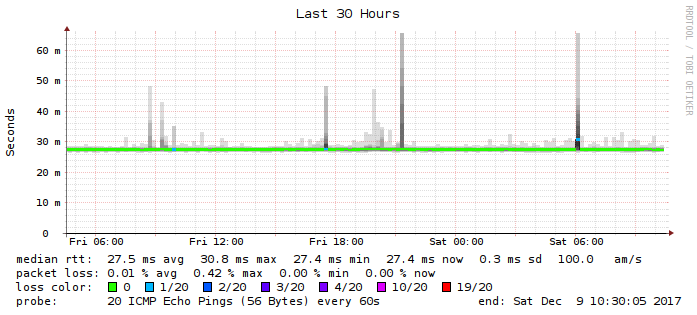 Last 30 Hours
RRDTOOL / TOBI OETIKER
Seconds
60 m
50 m
40 m
30 m
20 m
10 m
0
Fri 06:00 Fri 12:00 Fri 18:00 Sat 00:00 Sat 06:00
median rtt: 27.5 ms avg 30.8 ms max 27.4 ms min 27.4 ms now 0.3 ms sd 100.0 am/s
packet loss: 0.01 % avg 0.42 % max 0.00 % min 0.00 % now
loss color: 0 1/20 2/20 3/20 4/20 10/20 19/20
probe: 20 ICMP Echo Pings (56 Bytes) every 60s end: Sat Dec 9 10:30:05 2017